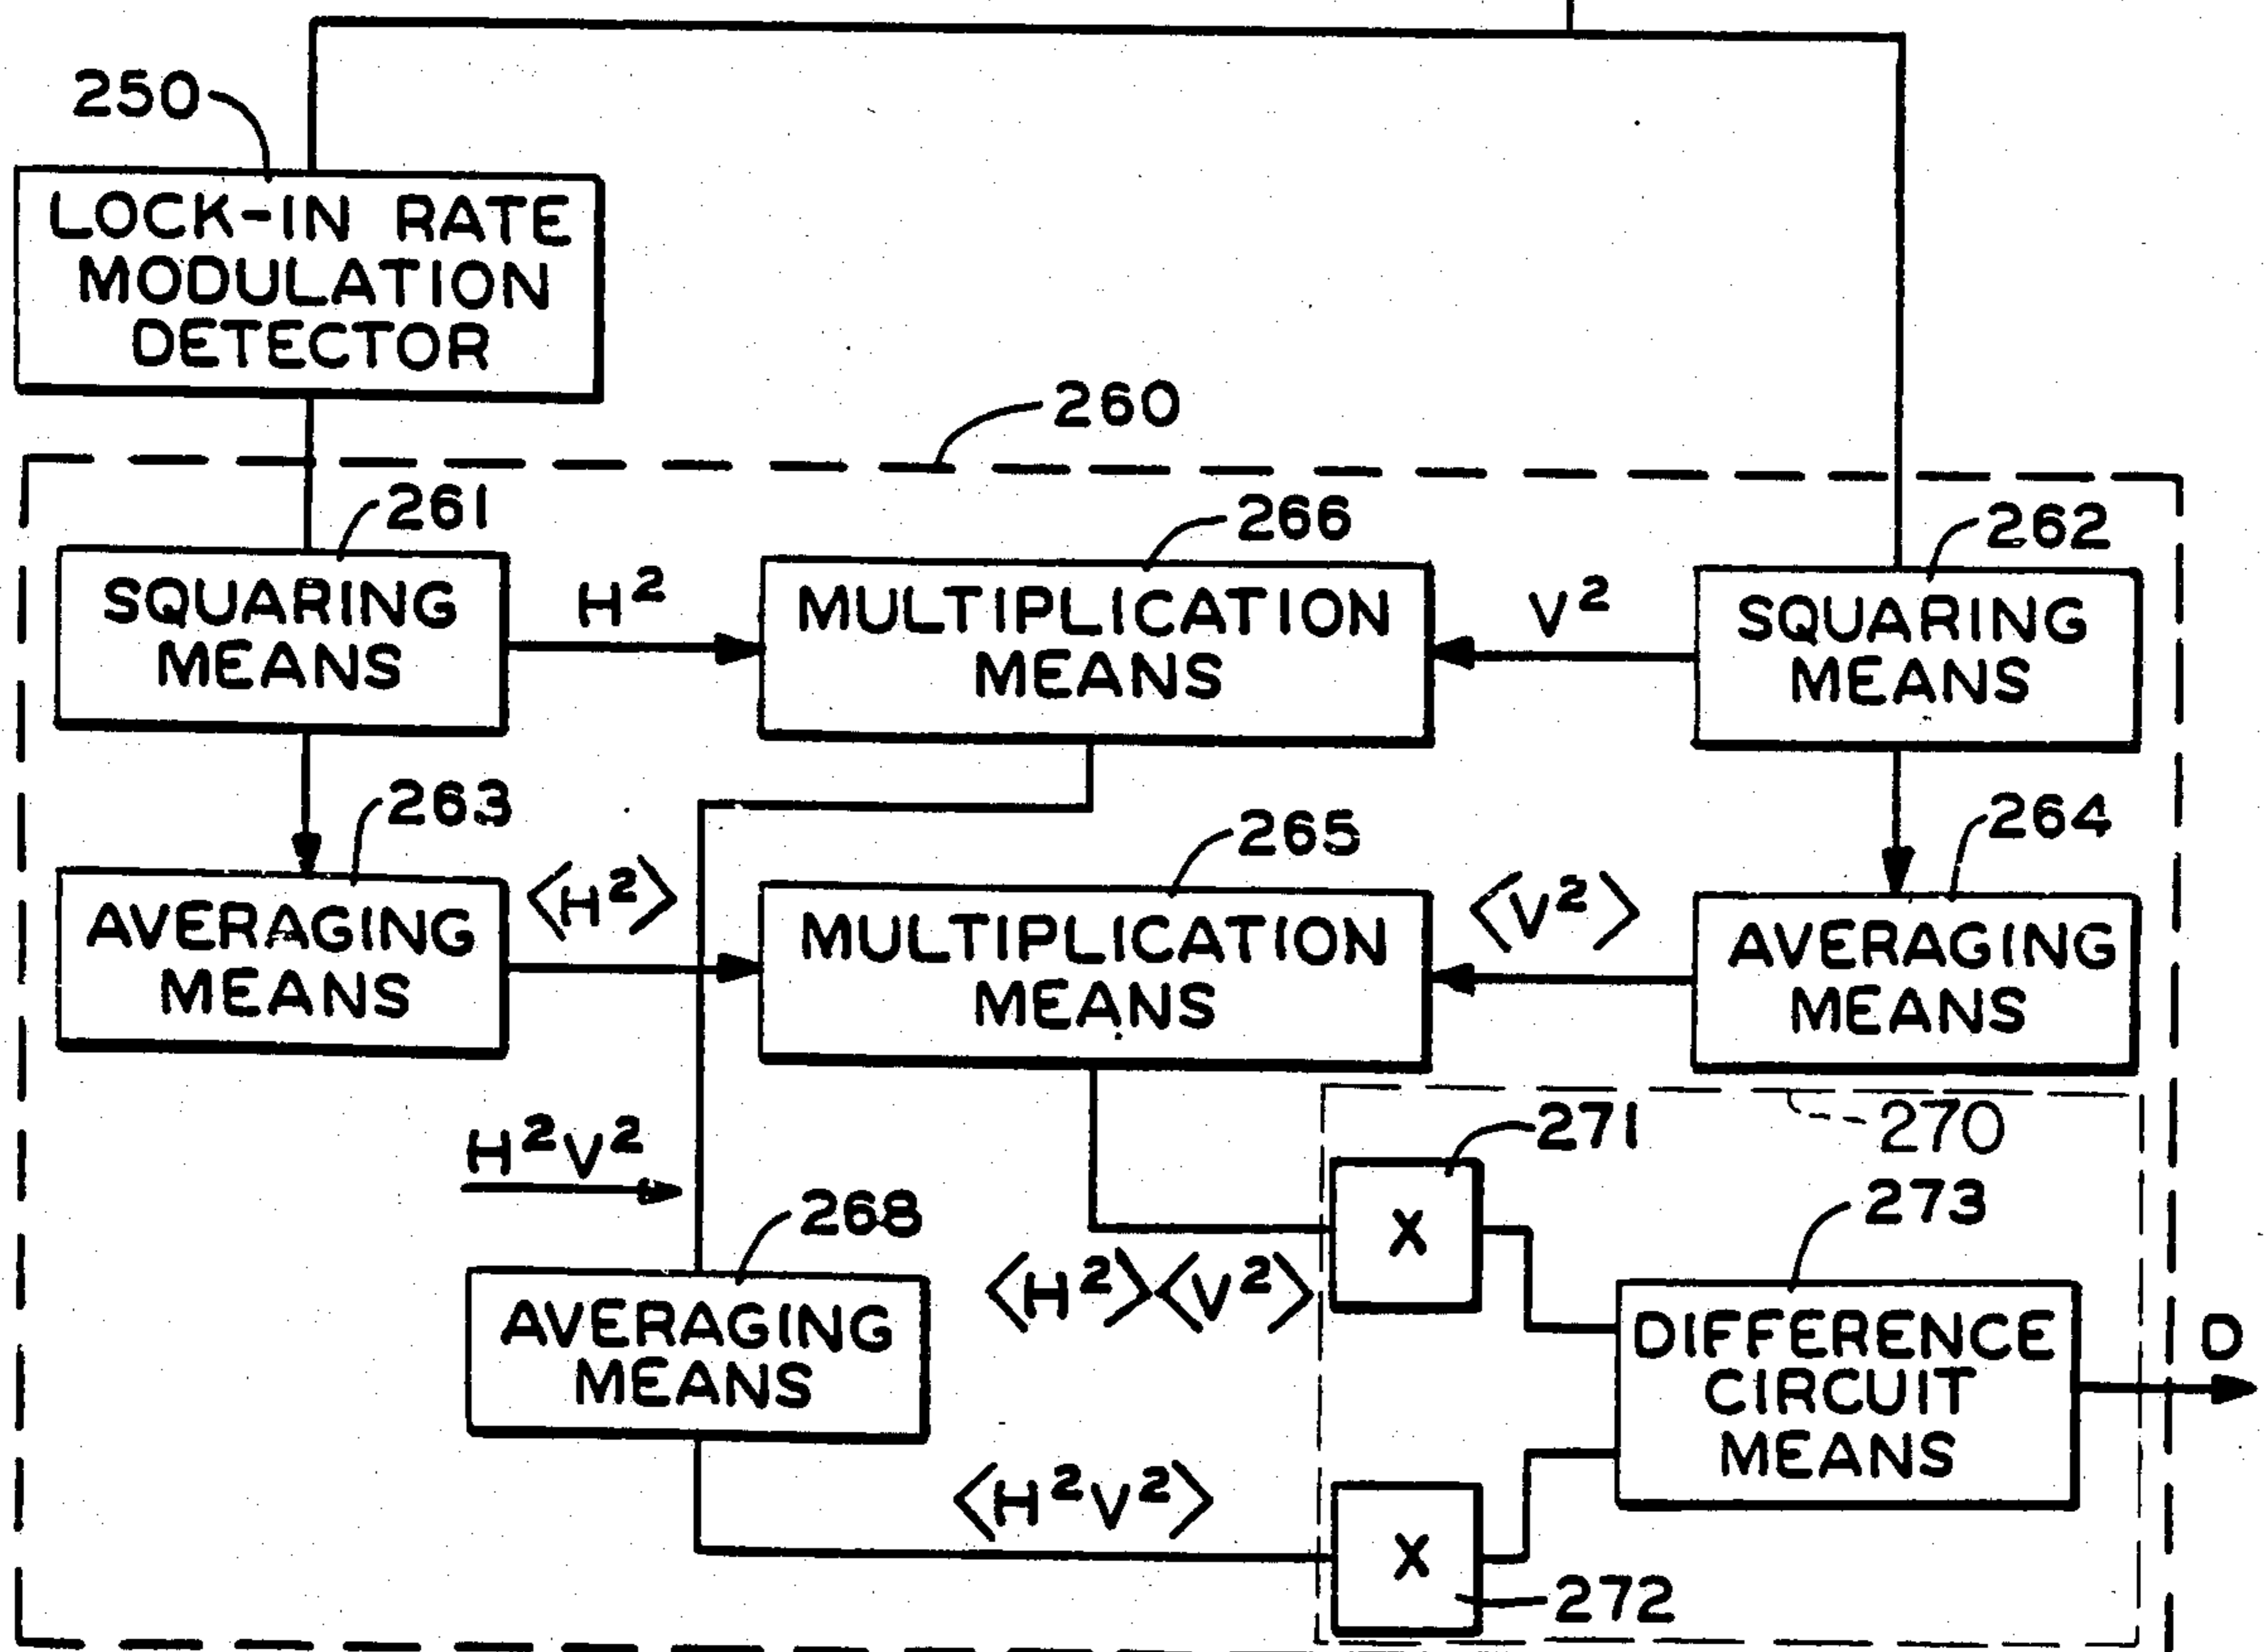 250
LOCK-IN RATE
MODULATION
DETECTOR
260
261
266
262
SQUARING
MEANS
H²
MULTIPLICATION
MEANS
V²
SQUARING
MEANS
263
265
264
AVERAGING
MEANS
<H²>
MULTIPLICATION
MEANS
<V²>
AVERAGING
MEANS
H²V²
271
270
268
X
273
AVERAGING
MEANS
<H²><V²>
DIFFERENCE
CIRCUIT
MEANS
D
<H²V²>
X
272